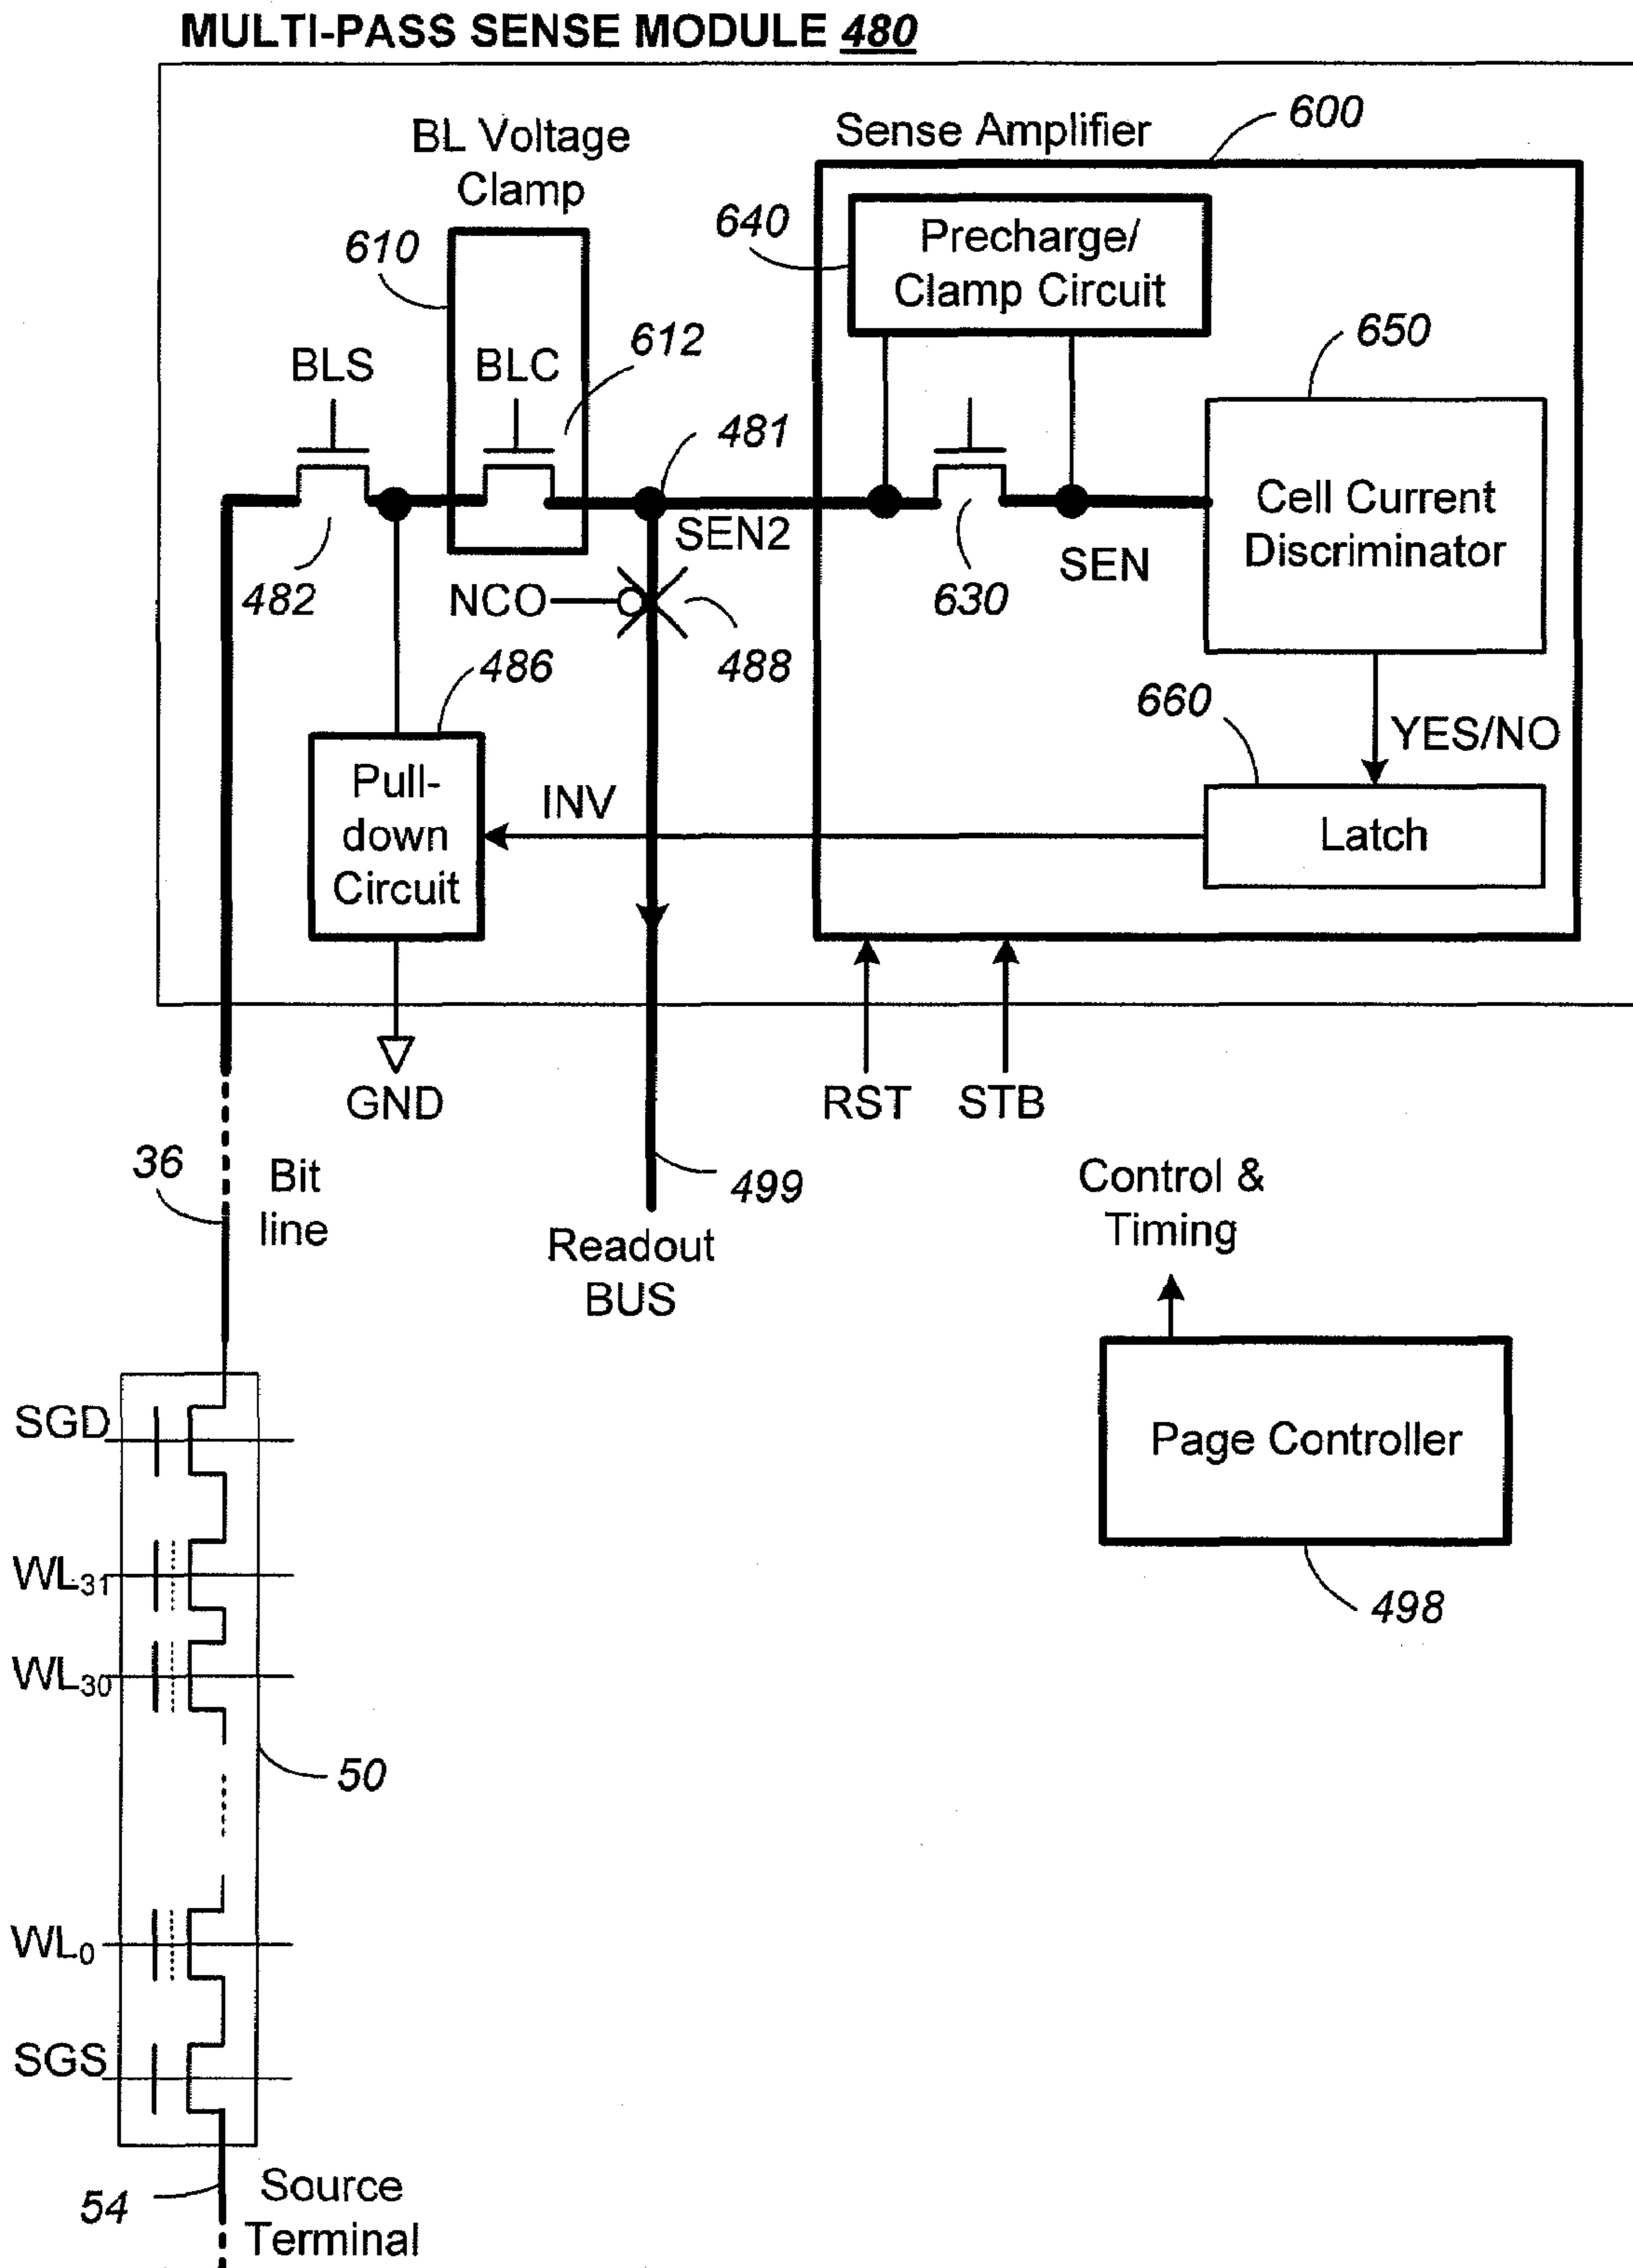 MULTI-PASS SENSE MODULE 480
BL Voltage
Clamp
Sense Amplifier
600
610
640
Precharge/
Clamp Circuit
BLS
BLC
612
650
481
SEN2
482
NCO
488
630
SEN
Cell Current
Discriminator
486
660
YES/NO
Pull-
down
Circuit
INV
Latch
GND
RST
STB
36
Bit
line
499
Readout
BUS
Control &
Timing
Page Controller
498
SGD
WL31
WL30
50
WL0
SGS
54
Source
Terminal